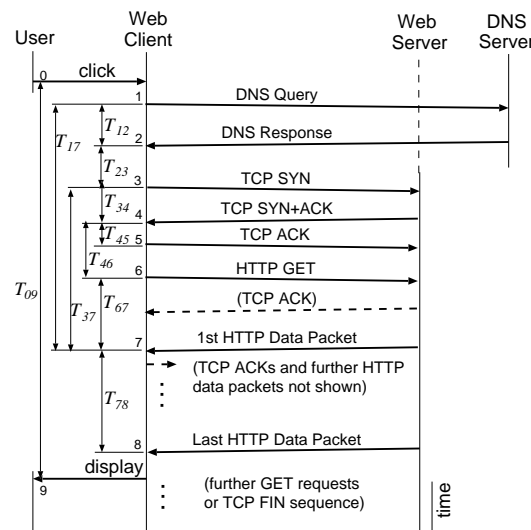 User
Web
Client
Web
Server
DNS
Server
0
click
1
DNS Query
T12
T17
2
DNS Response
T23
3
TCP SYN
T34
4
TCP SYN+ACK
T45
5
TCP ACK
T46
6
HTTP GET
T09
T67
(TCP ACK)
T37
7
1st HTTP Data Packet
(TCP ACKs and further HTTP
data packets not shown)
T78
8
Last HTTP Data Packet
display
9
(further GET requests
or TCP FIN sequence)
time